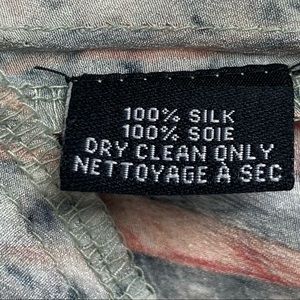 100% SILK
100% SOIE
DRY CLEAN ONLY
NETTOYAGE À SEC